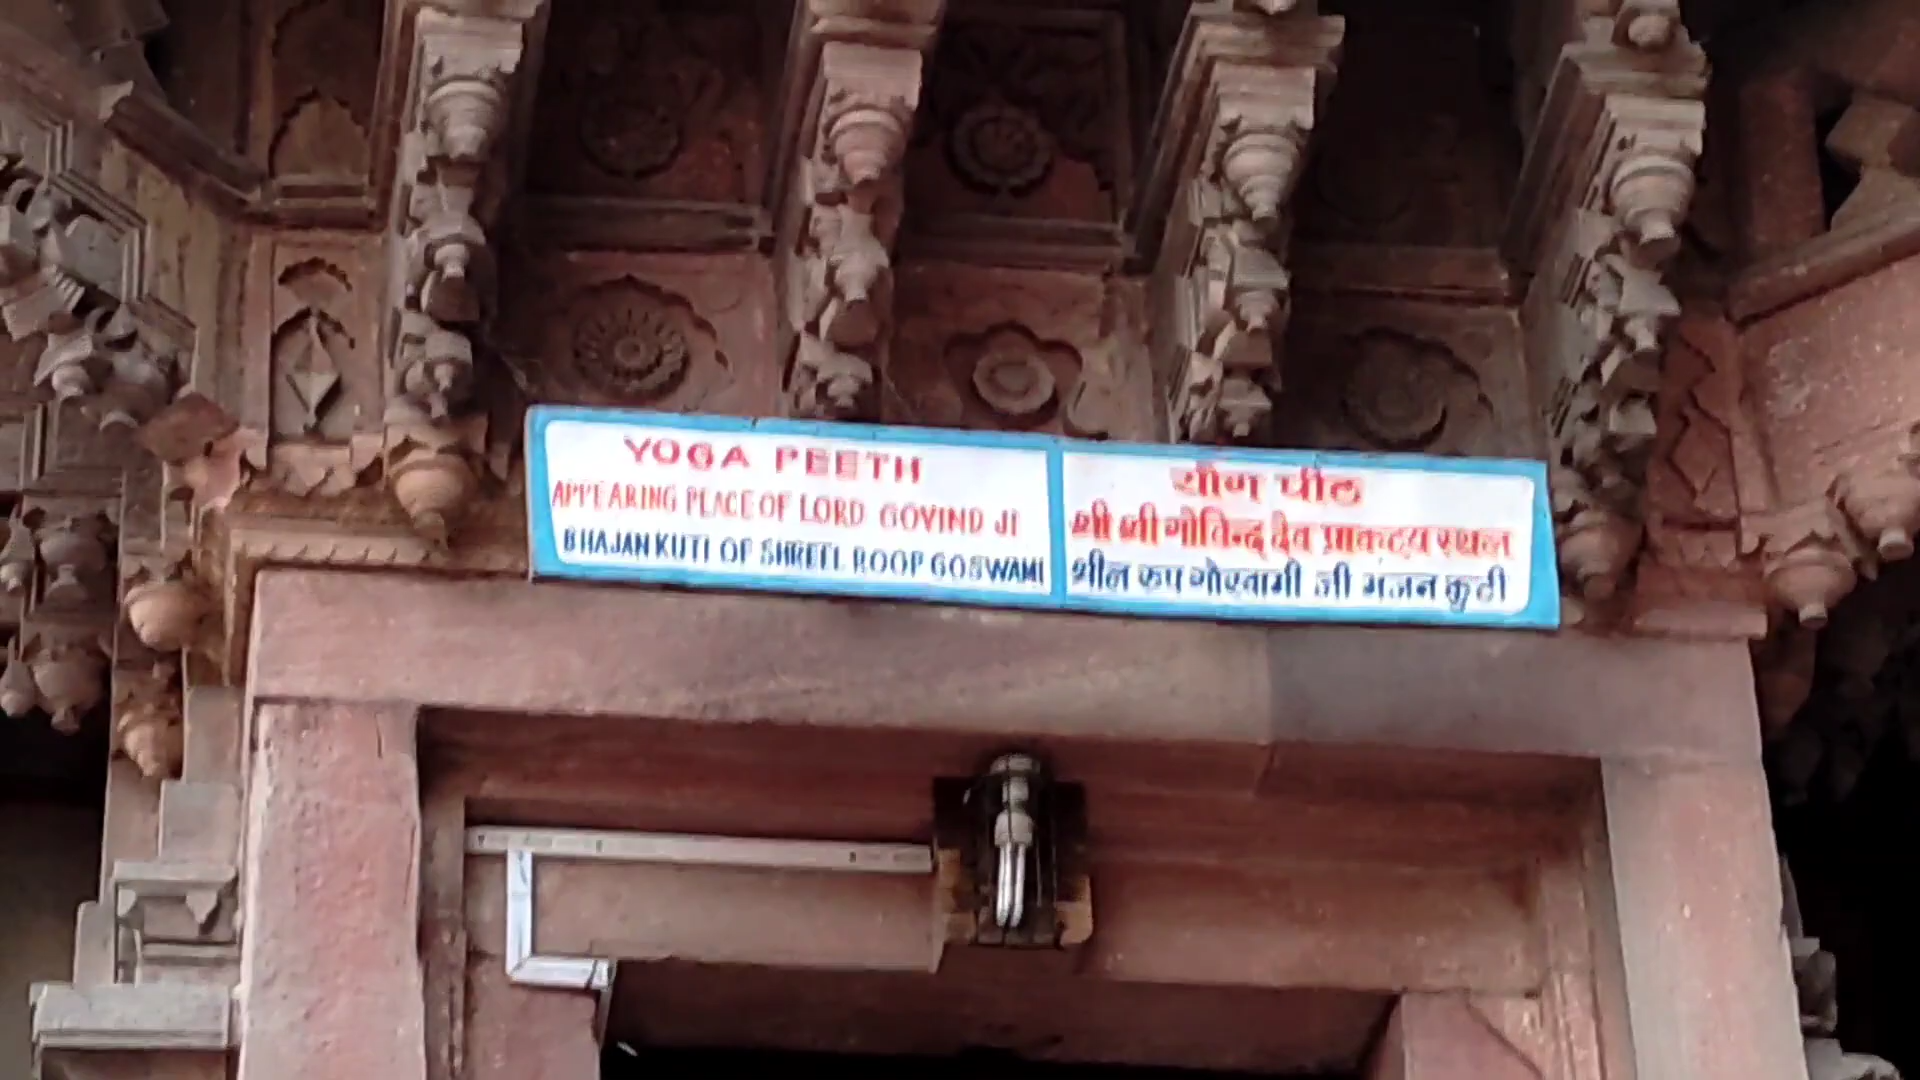 YOGA PEETH
APPEARING PLACE OF LORD GOVIND JI
BHAJAN KUTI OF SHREEL ROOP GOSWAMI
यौग पीठ
श्री श्री गोविन्द देव प्राकट्य स्थल
श्रील रुप गोस्वामी जी भजन कुटी